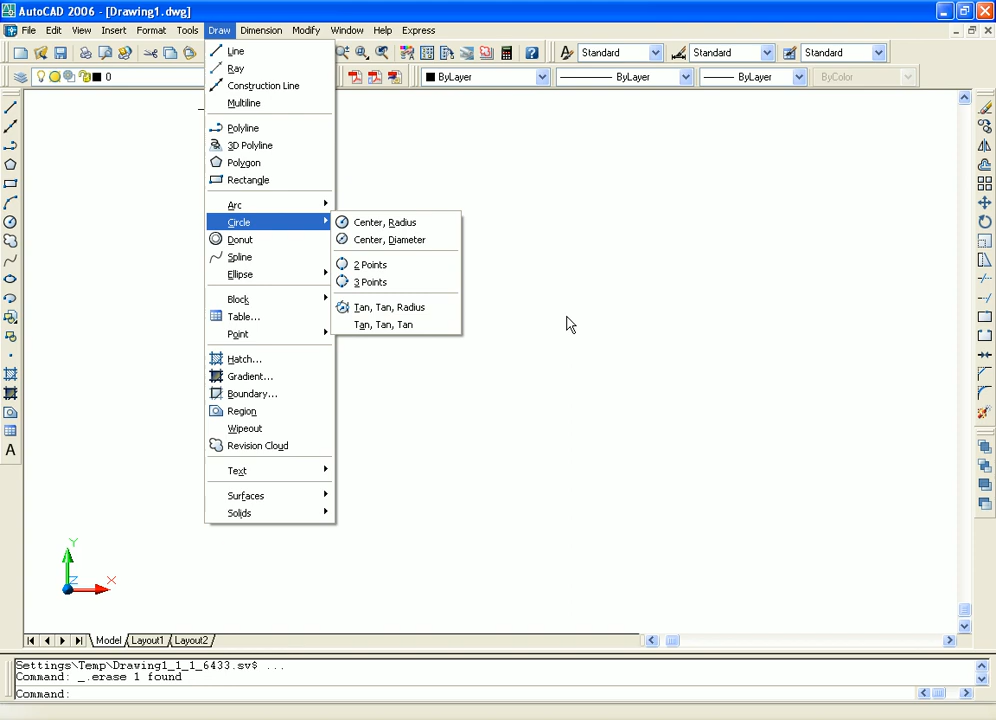 AutoCAD 2006 - [Drawing1.dwg]
File Edit View Insert Format Tools Draw Dimension Modify Window Help Express
Standard Standard Standard
0 ByLayer ByLayer ByLayer ByColor
Line
Ray
Construction Line
Multiline
Polyline
3D Polyline
Polygon
Rectangle
Arc
Circle
Donut
Spline
Ellipse
Block
Table...
Point
Hatch...
Gradient...
Boundary...
Region
Wipeout
Revision Cloud
Text
Surfaces
Solids
Center, Radius
Center, Diameter
2 Points
3 Points
Tan, Tan, Radius
Tan, Tan, Tan
A
Y
Z X
Model Layout1 Layout2
Settings\Temp\Drawing1_1_1_6433.sv$ ...
Command: _.erase 1 found
Command: